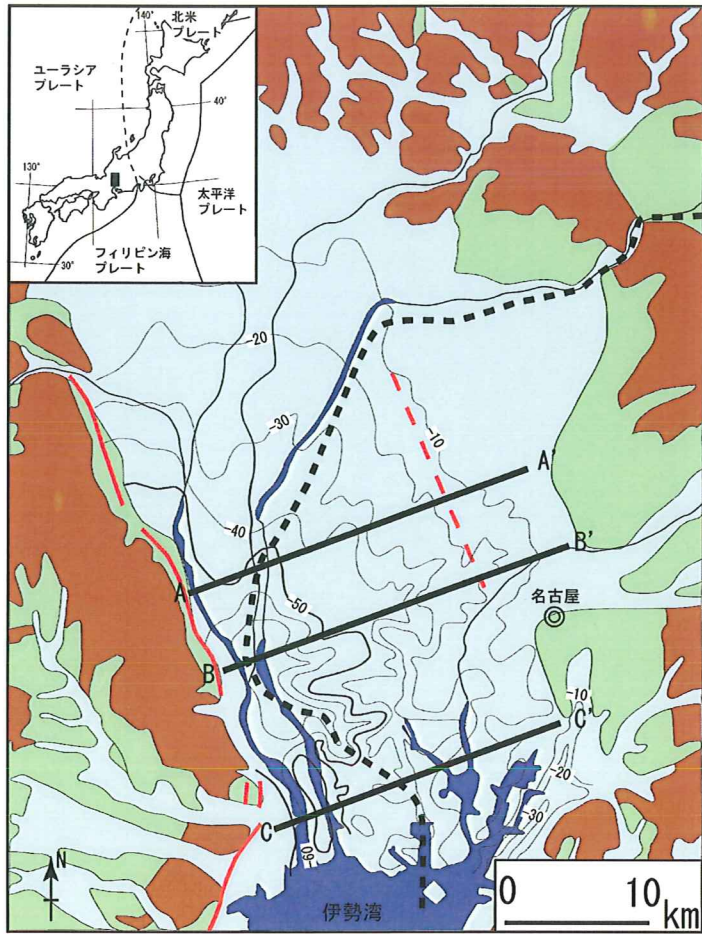 140°
北米
プレート
ユーラシア
プレート
40°
130°
太平洋
プレート
フィリピン海
プレート
30°
-20
-30
-10
A'
-40
B'
A
-50
名古屋
B
-10
C'
-20
-30
C
-60
N
伊勢湾
0
10
km